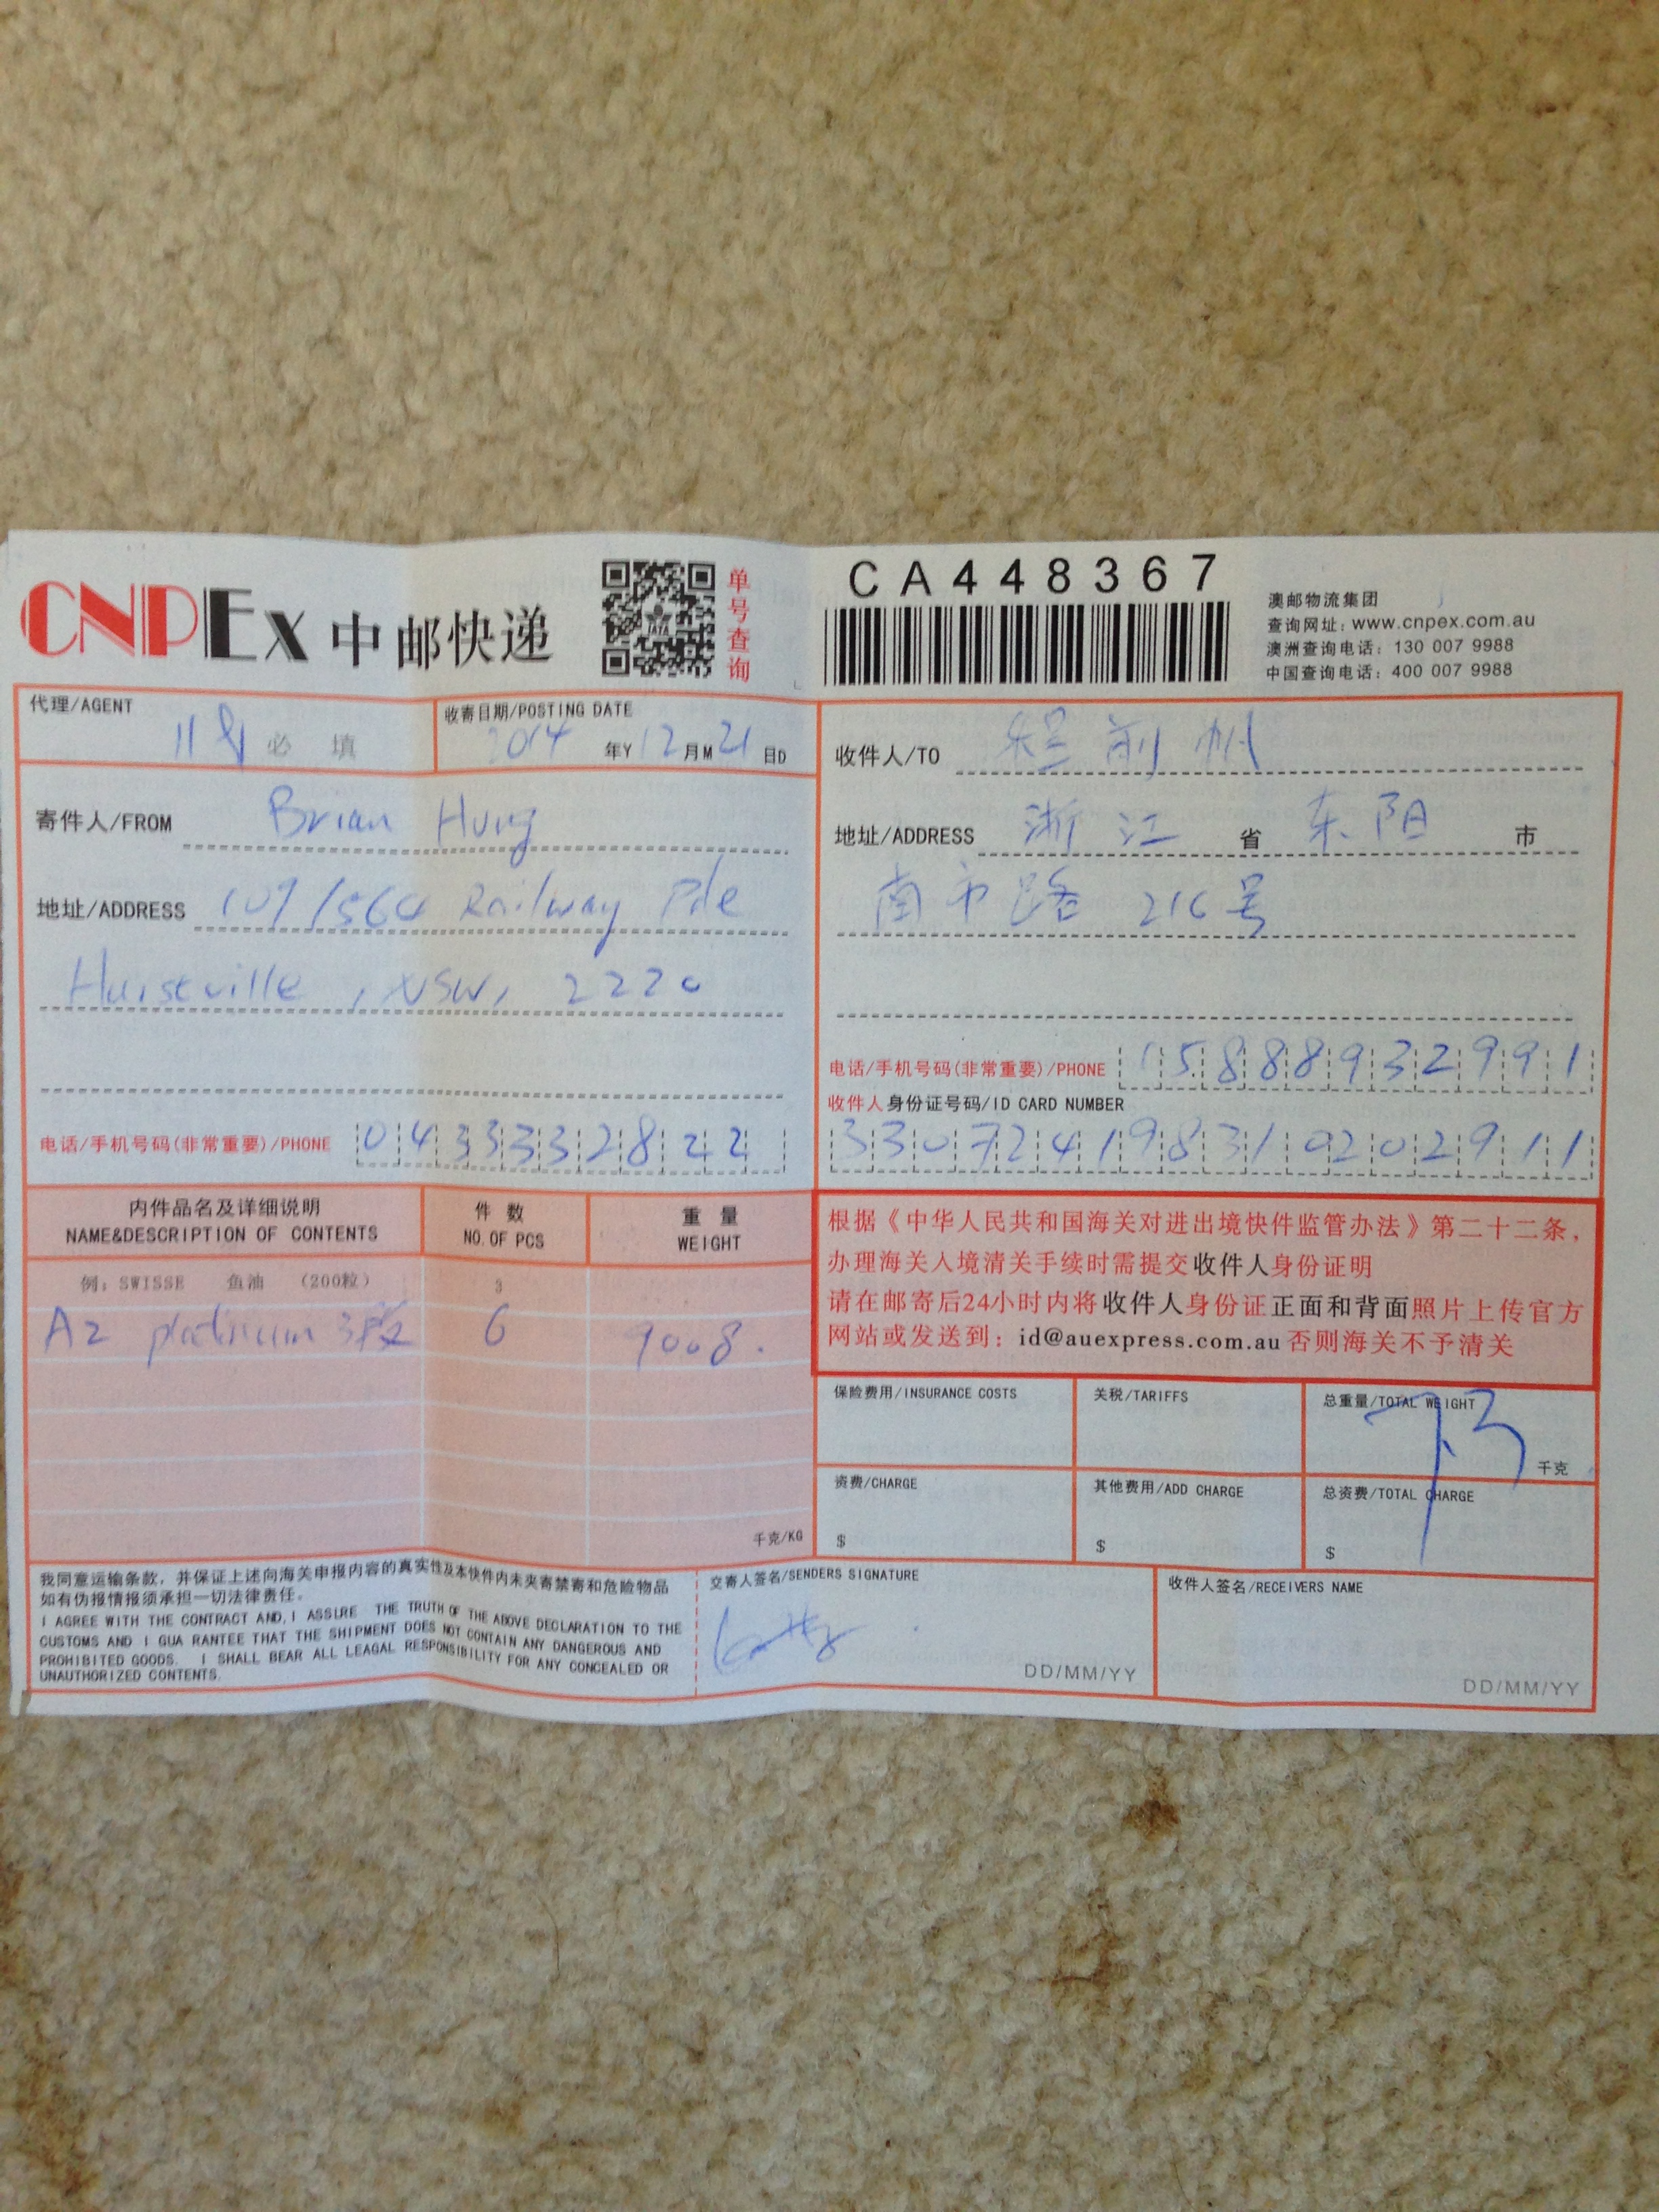 CNPEx 中邮快递
单号查询
CA448367
澳邮物流集团
查询网址: www.cnpex.com.au
澳洲查询电话: 130 007 9988
中国查询电话: 400 007 9988
代理/AGENT
必 填
收寄日期/POSTING DATE
2014 年Y 12 月M 21 日D
寄件人/FROM Brian Hung
地址/ADDRESS 109/564 Railway Pde
Hurstville, NSW, 2220
电话/手机号码(非常重要)/PHONE 0433332822
收件人/TO 程前帆
地址/ADDRESS 浙江 省 东阳 市
南市路 216号
电话/手机号码(非常重要)/PHONE 15888932991
收件人身份证号码/ID CARD NUMBER 330724198310202911
内件品名及详细说明
NAME&DESCRIPTION OF CONTENTS
件 数
NO.OF PCS
重 量
WEIGHT
例: SWISSE 鱼油 (200粒) 3
A2 platinum 3段 6 900g.
千克/KG
根据《中华人民共和国海关对进出境快件监管办法》第二十二条，
办理海关入境清关手续时需提交收件人身份证明
请在邮寄后24小时内将收件人身份证正面和背面照片上传官方
网站或发送到: id@auexpress.com.au 否则海关不予清关
保险费用/INSURANCE COSTS
关税/TARIFFS
总重量/TOTAL WEIGHT
7.3
千克
资费/CHARGE
$
其他费用/ADD CHARGE
$
总资费/TOTAL CHARGE
$
我同意运输条款，并保证上述向海关申报内容的真实性及本快件内未夹寄禁寄和危险物品
如有伪报情报须承担一切法律责任.
I AGREE WITH THE CONTRACT AND,I ASSURE THE TRUTH OF THE ABOVE DECLARATION TO THE
CUSTOMS AND I GUA RANTEE THAT THE SHIPMENT DOES NOT CONTAIN ANY DANGEROUS AND
PROHIBITED GOODS. I SHALL BEAR ALL LEAGAL RESPONSIBILITY FOR ANY CONCEALED OR
UNAUTHORIZED CONTENTS.
交寄人签名/SENDERS SIGNATURE
DD/MM/YY
收件人签名/RECEIVERS NAME
DD/MM/YY